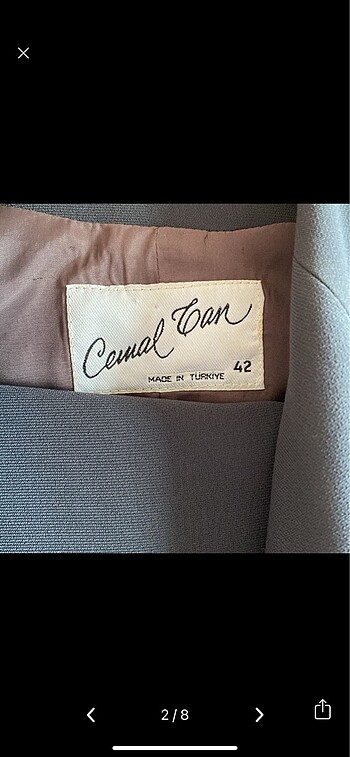 Cemal Tan
MADE IN TÜRKİYE 42
2/8